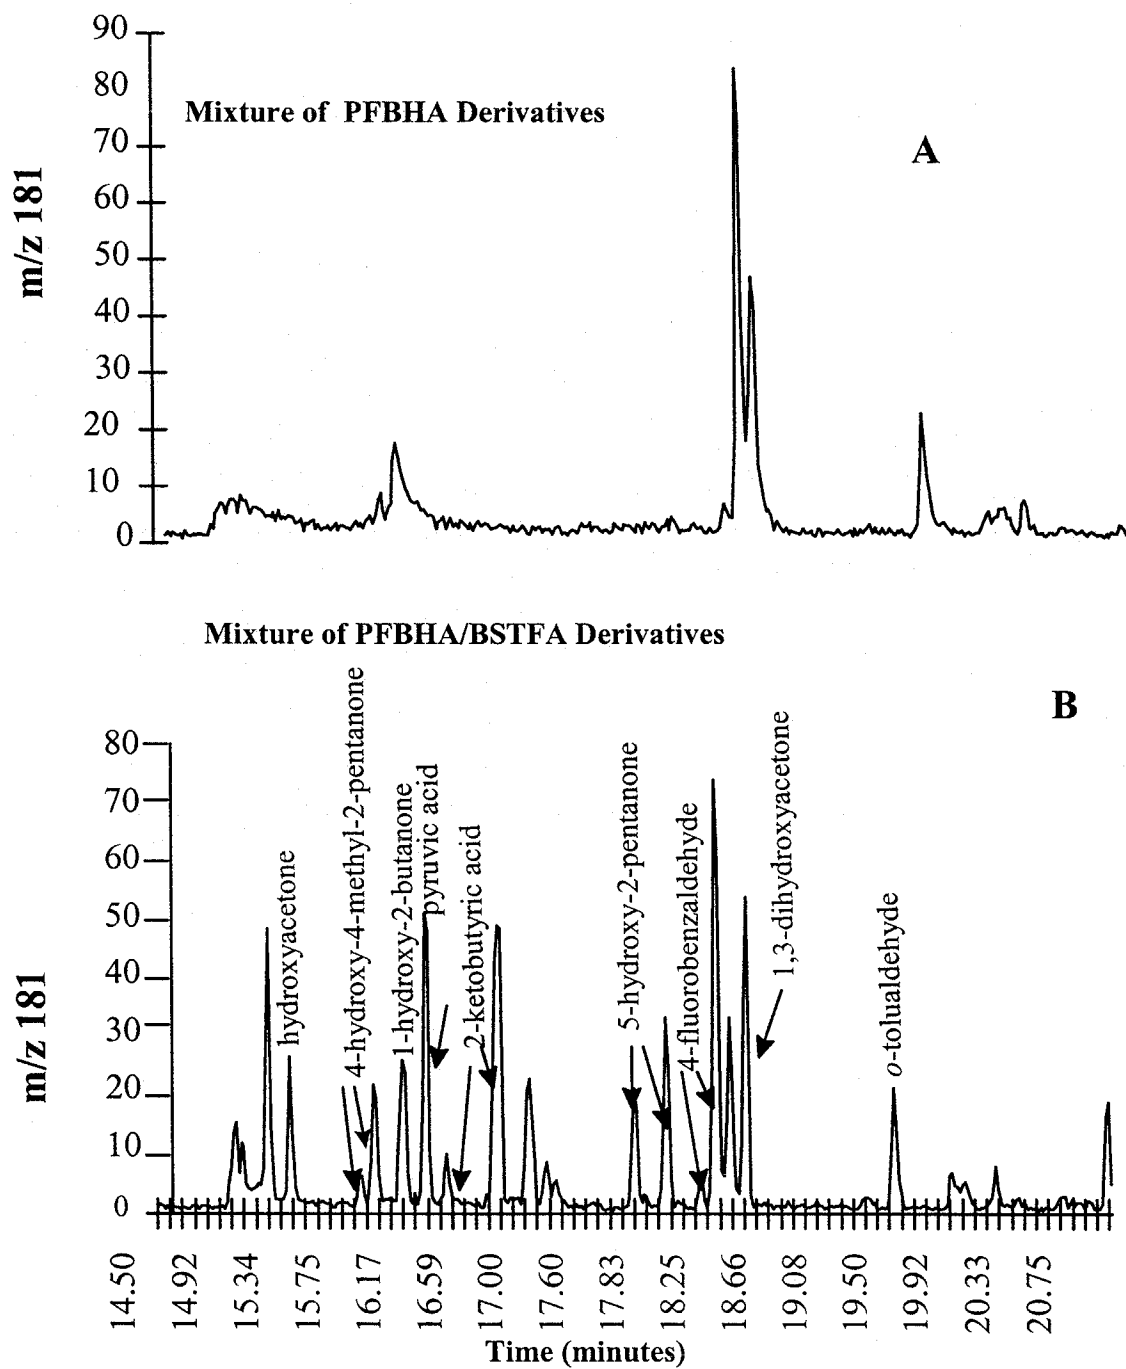 90
80
Mixture of PFBHA Derivatives
A
70
60
m/z 181
50
40
30
20
10
0
Mixture of PFBHA/BSTFA Derivatives
B
80
70
60
50
40
30
20
10
0
m/z 181
hydroxyacetone
4-hydroxy-4-methyl-2-pentanone
1-hydroxy-2-butanone
pyruvic acid
2-ketobutyric acid
5-hydroxy-2-pentanone
4-fluorobenzaldehyde
1,3-dihydroxyacetone
o-tolualdehyde
14.50
14.92
15.34
15.75
16.17
16.59
17.00
17.60
17.83
18.25
18.66
19.08
19.50
19.92
20.33
20.75
Time (minutes)